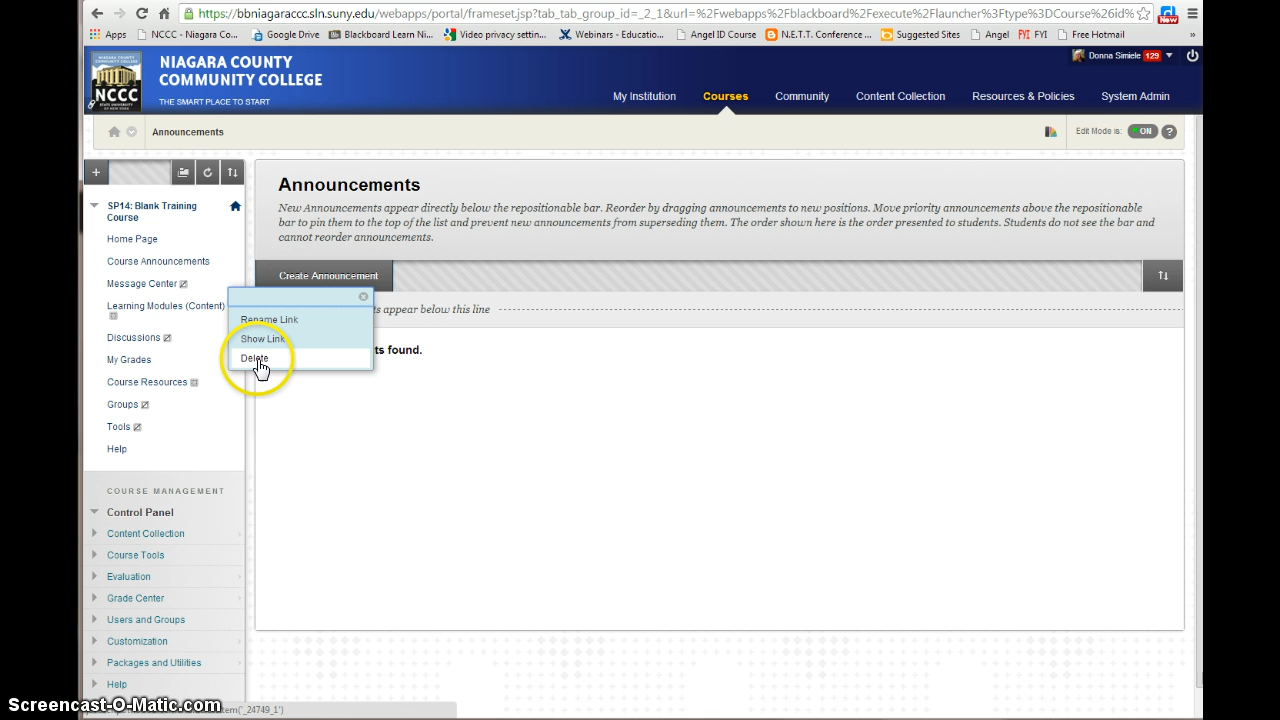 https://bbniagaraccc.sln.suny.edu/webapps/portal/frameset.jsp?tab_tab_group_id=_2_1&url=%2Fwebapps%2Fblackboard%2Fexecute%2Flauncher%3Ftype%3DCourse%26id%
Apps NCCC - Niagara Co... Google Drive Blackboard Learn Ni... Video privacy settin... Webinars - Educatio... Angel ID Course N.E.T.T. Conference ... Suggested Sites Angel FYI FYI Free Hotmail
New
NIAGARA COUNTY
COMMUNITY COLLEGE
THE SMART PLACE TO START
NCCC
Donna Simiele 129
My Institution Courses Community Content Collection Resources & Policies System Admin
Announcements
Edit Mode is: ON ?
SP14: Blank Training
Course
Home Page
Course Announcements
Message Center
Learning Modules (Content)
Discussions
My Grades
Course Resources
Groups
Tools
Help
COURSE MANAGEMENT
Control Panel
Content Collection
Course Tools
Evaluation
Grade Center
Users and Groups
Customization
Packages and Utilities
Help
Announcements
New Announcements appear directly below the repositionable bar. Reorder by dragging announcements to new positions. Move priority announcements above the repositionable
bar to pin them to the top of the list and prevent new announcements from superseding them. The order shown here is the order presented to students. Students do not see the bar and
cannot reorder announcements.
Create Announcement
appear below this line
found.
Rename Link
Show Link
Delete
Screencast-O-Matic.com
('_24749_1')